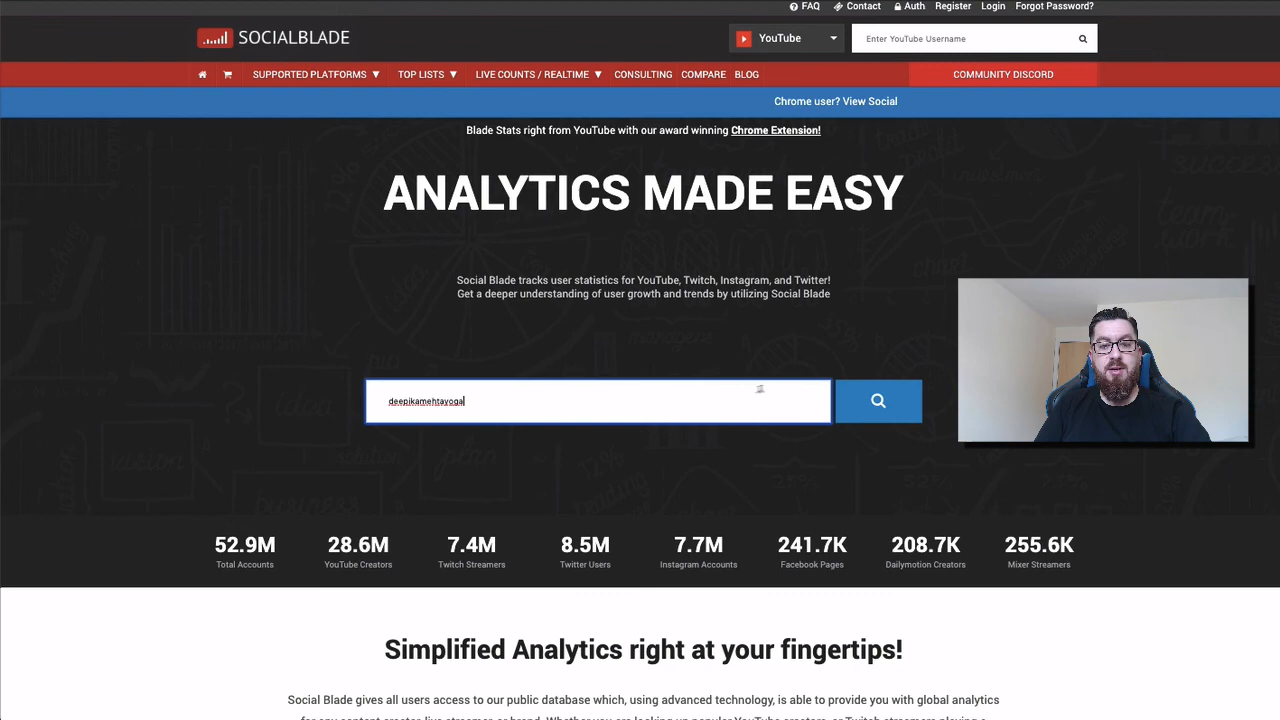 FAQ Contact Auth Register Login Forgot Password?
SOCIALBLADE
YouTube
Enter YouTube Username
SUPPORTED PLATFORMS ▼ TOP LISTS ▼ LIVE COUNTS / REALTIME ▼ CONSULTING COMPARE BLOG COMMUNITY DISCORD
Chrome user? View Social
Blade Stats right from YouTube with our award winning Chrome Extension!
ANALYTICS MADE EASY
Social Blade tracks user statistics for YouTube, Twitch, Instagram, and Twitter!
Get a deeper understanding of user growth and trends by utilizing Social Blade
deepikamehtayoga
52.9M 28.6M 7.4M 8.5M 7.7M 241.7K 208.7K 255.6K
Total Accounts YouTube Creators Twitch Streamers Twitter Users Instagram Accounts Facebook Pages Dailymotion Creators Mixer Streamers
Simplified Analytics right at your fingertips!
Social Blade gives all users access to our public database which, using advanced technology, is able to provide you with global analytics